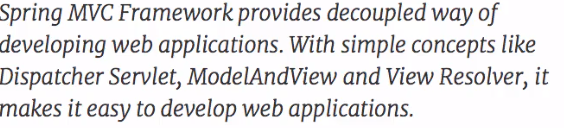 Spring MVC Framework provides decoupled way of
developing web applications. With simple concepts like
Dispatcher Servlet, ModelAndView and View Resolver, it
makes it easy to develop web applications.